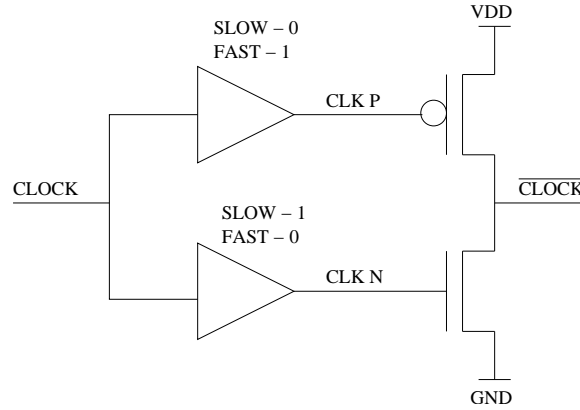 SLOW-0
FAST – 1
VDD
CLK P
CLOCK
CLOCK
SLOW – 1
FAST – 0
CLK N
GND